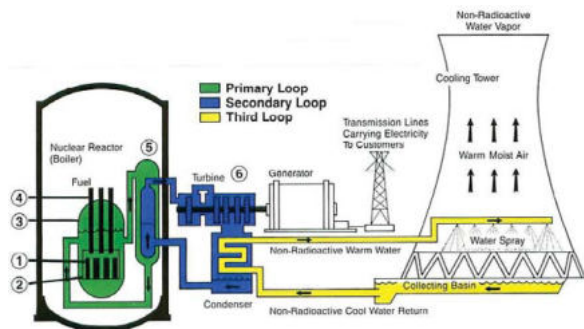 Non-Radioactive
Water Vapor
Cooling Tower
Primary Loop
Secondary Loop
Third Loop
Transmission Lines
Carrying Electricity
To Customers
Warm Moist Air
5
Nuclear Reactor
(Boiler)
Turbine
6
Generator
Fuel
4
3
1
2
Non-Radioactive Warm Water
Water Spray
Condenser
Collecting Basin
Non-Radioactive Cool Water Return